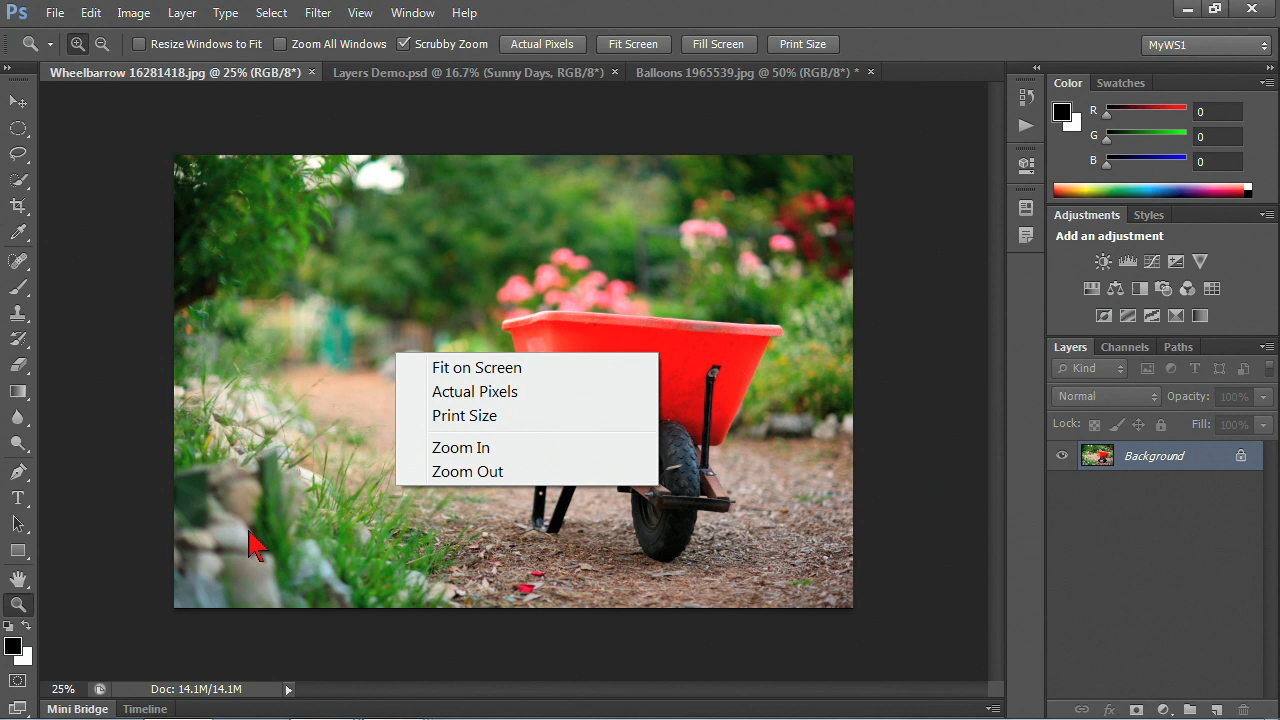 Ps File Edit Image Layer Type Select Filter View Window Help
Resize Windows to Fit Zoom All Windows Scrubby Zoom Actual Pixels Fit Screen Fill Screen Print Size MyWS1
Wheelbarrow 16281418.jpg @ 25% (RGB/8*) × Layers Demo.psd @ 16.7% (Sunny Days, RGB/8*) × Balloons 1965539.jpg @ 50% (RGB/8*) * ×
Color Swatches
R 0
G 0
B 0
Adjustments Styles
Add an adjustment
Layers Channels Paths
Kind
Normal Opacity: 100%
Lock: Fill: 100%
Background
Fit on Screen
Actual Pixels
Print Size
Zoom In
Zoom Out
25% Doc: 14.1M/14.1M
Mini Bridge Timeline
fx